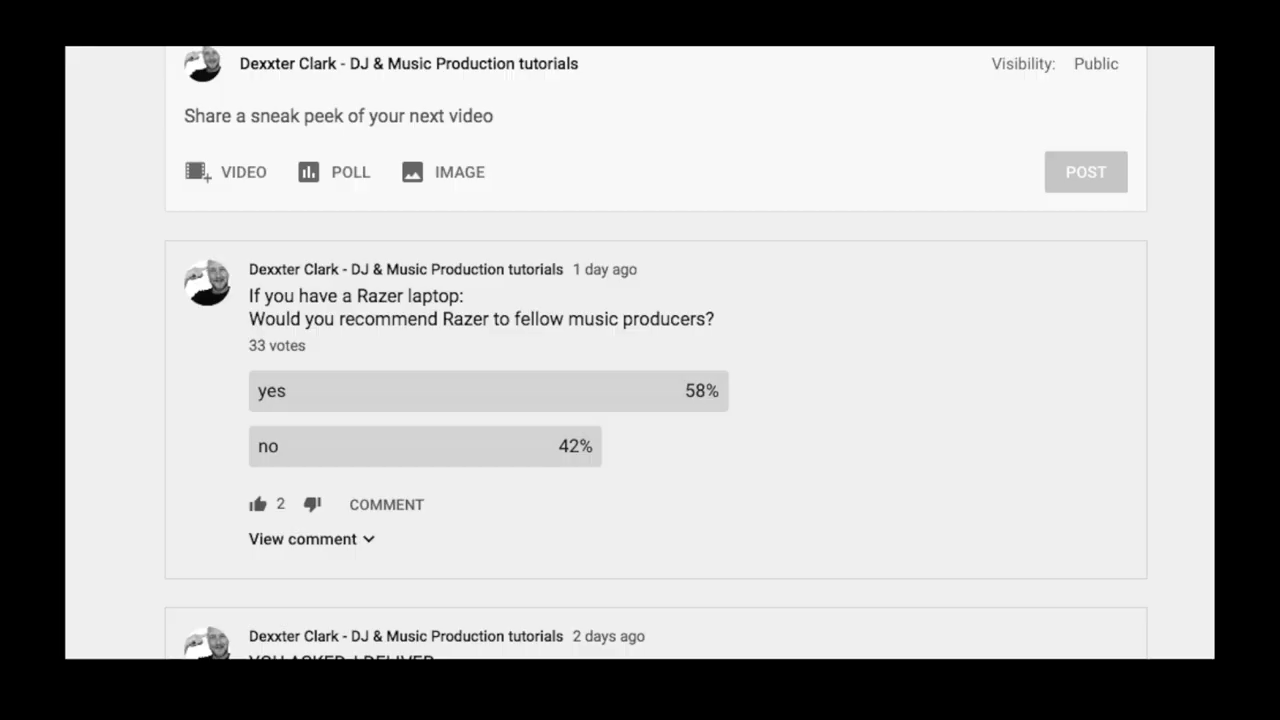 Dexxter Clark - DJ & Music Production tutorials Visibility: Public
Share a sneak peek of your next video
VIDEO POLL IMAGE POST
Dexxter Clark - DJ & Music Production tutorials 1 day ago
If you have a Razer laptop:
Would you recommend Razer to fellow music producers?
33 votes
yes 58%
no 42%
2 COMMENT
View comment
Dexxter Clark - DJ & Music Production tutorials 2 days ago
YOU ASKED I DELIVER